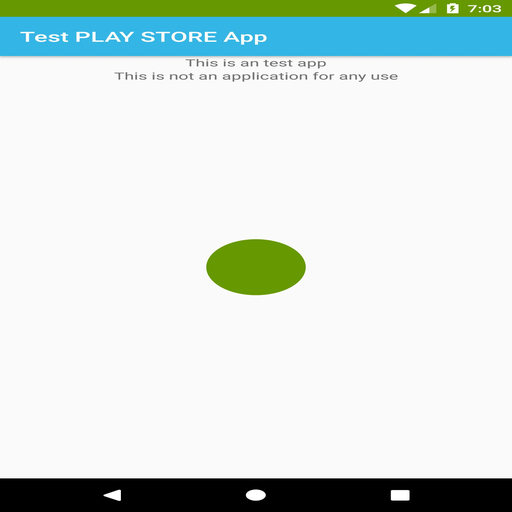 7:03
Test PLAY STORE App
This is an test app
This is not an application for any use